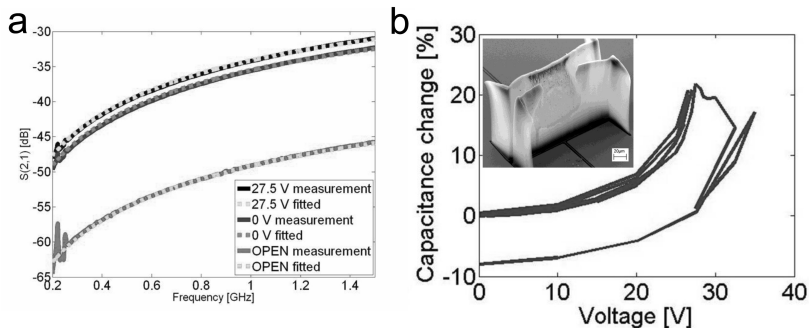 a
-30
-35
-40
-45
-50
-55
-60
-65
S(2,1) [dB]
0.2
0.4
0.6
0.8
1
1.2
1.4
Frequency [GHz]
27.5 V measurement
27.5 V fitted
0 V measurement
0 V fitted
OPEN measurement
OPEN fitted
b
30
20
10
0
-10
Capacitance change [%]
0
10
20
30
40
Voltage [V]
20µm